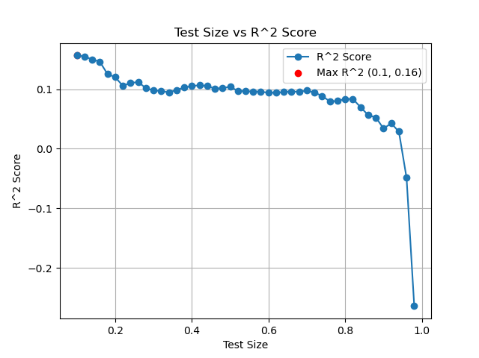 Test Size vs R^2 Score
R^2 Score
Max R^2 (0.1, 0.16)
R^2 Score
0.1
0.0
−0.1
−0.2
0.2
0.4
0.6
0.8
1.0
Test Size